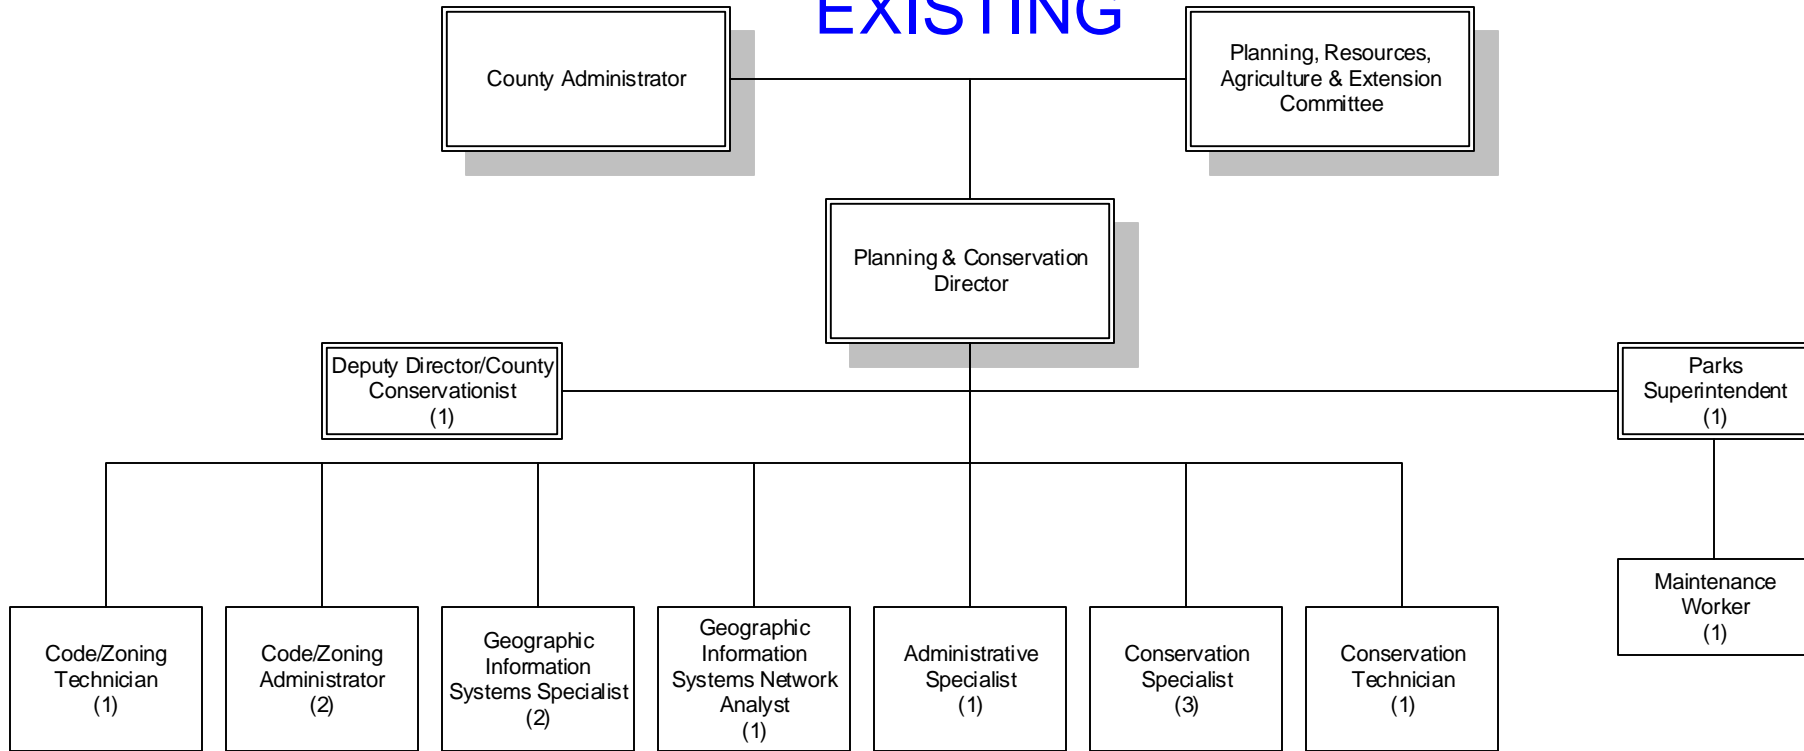 EXISTING
County Administrator
Planning, Resources,
Agriculture & Extension
Committee
Planning & Conservation
Director
Deputy Director/County
Conservationist
(1)
Parks
Superintendent
(1)
Maintenance
Worker
(1)
Code/Zoning
Technician
(1)
Code/Zoning
Administrator
(2)
Geographic
Information
Systems Specialist
(2)
Geographic
Information
Systems Network
Analyst
(1)
Administrative
Specialist
(1)
Conservation
Specialist
(3)
Conservation
Technician
(1)